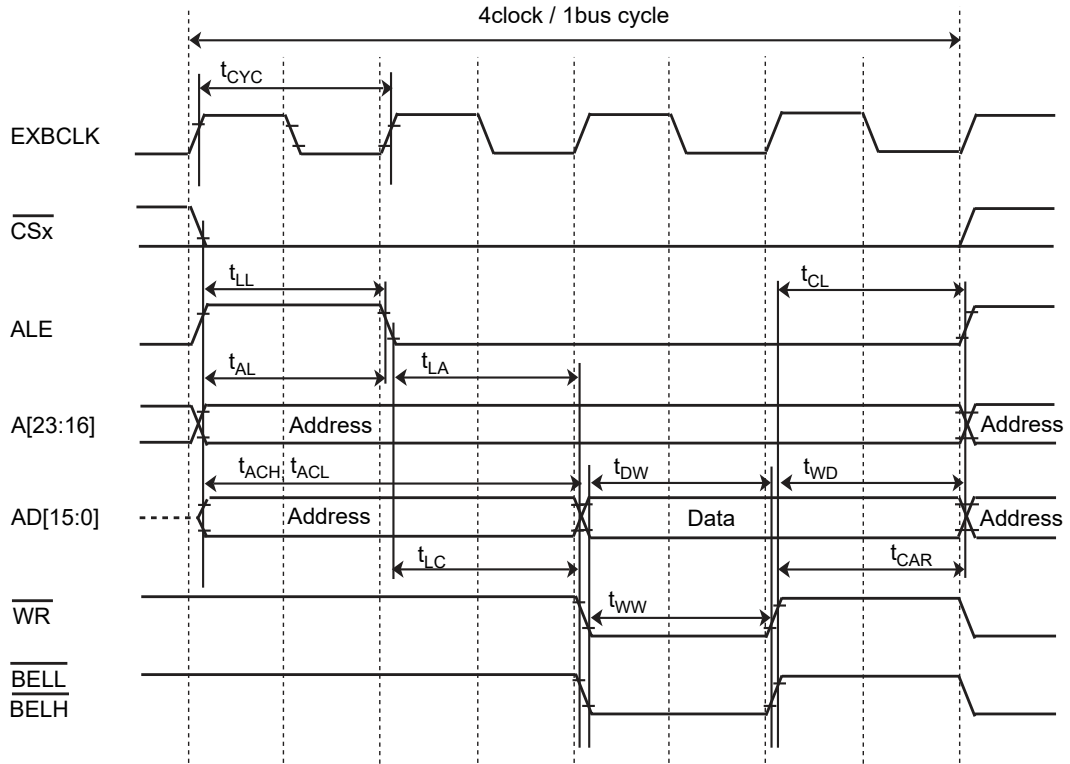 4clock / 1bus cycle
tCYC
EXBCLK
CSx
tLL
tCL
ALE
tAL
tLA
A[23:16]
Address
Address
tACH tACL
tDW
tWD
AD[15:0]
Address
Data
Address
tLC
tCAR
WR
tWW
BELL
BELH